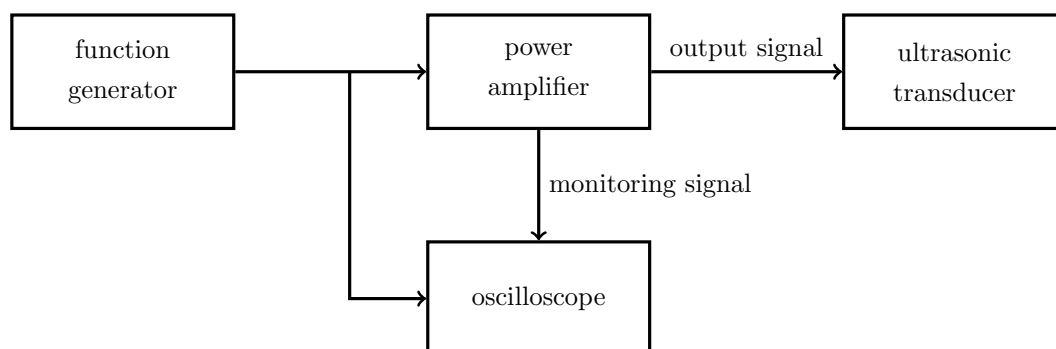 function
generator
power
amplifier
output signal
ultrasonic
transducer
monitoring signal
oscilloscope